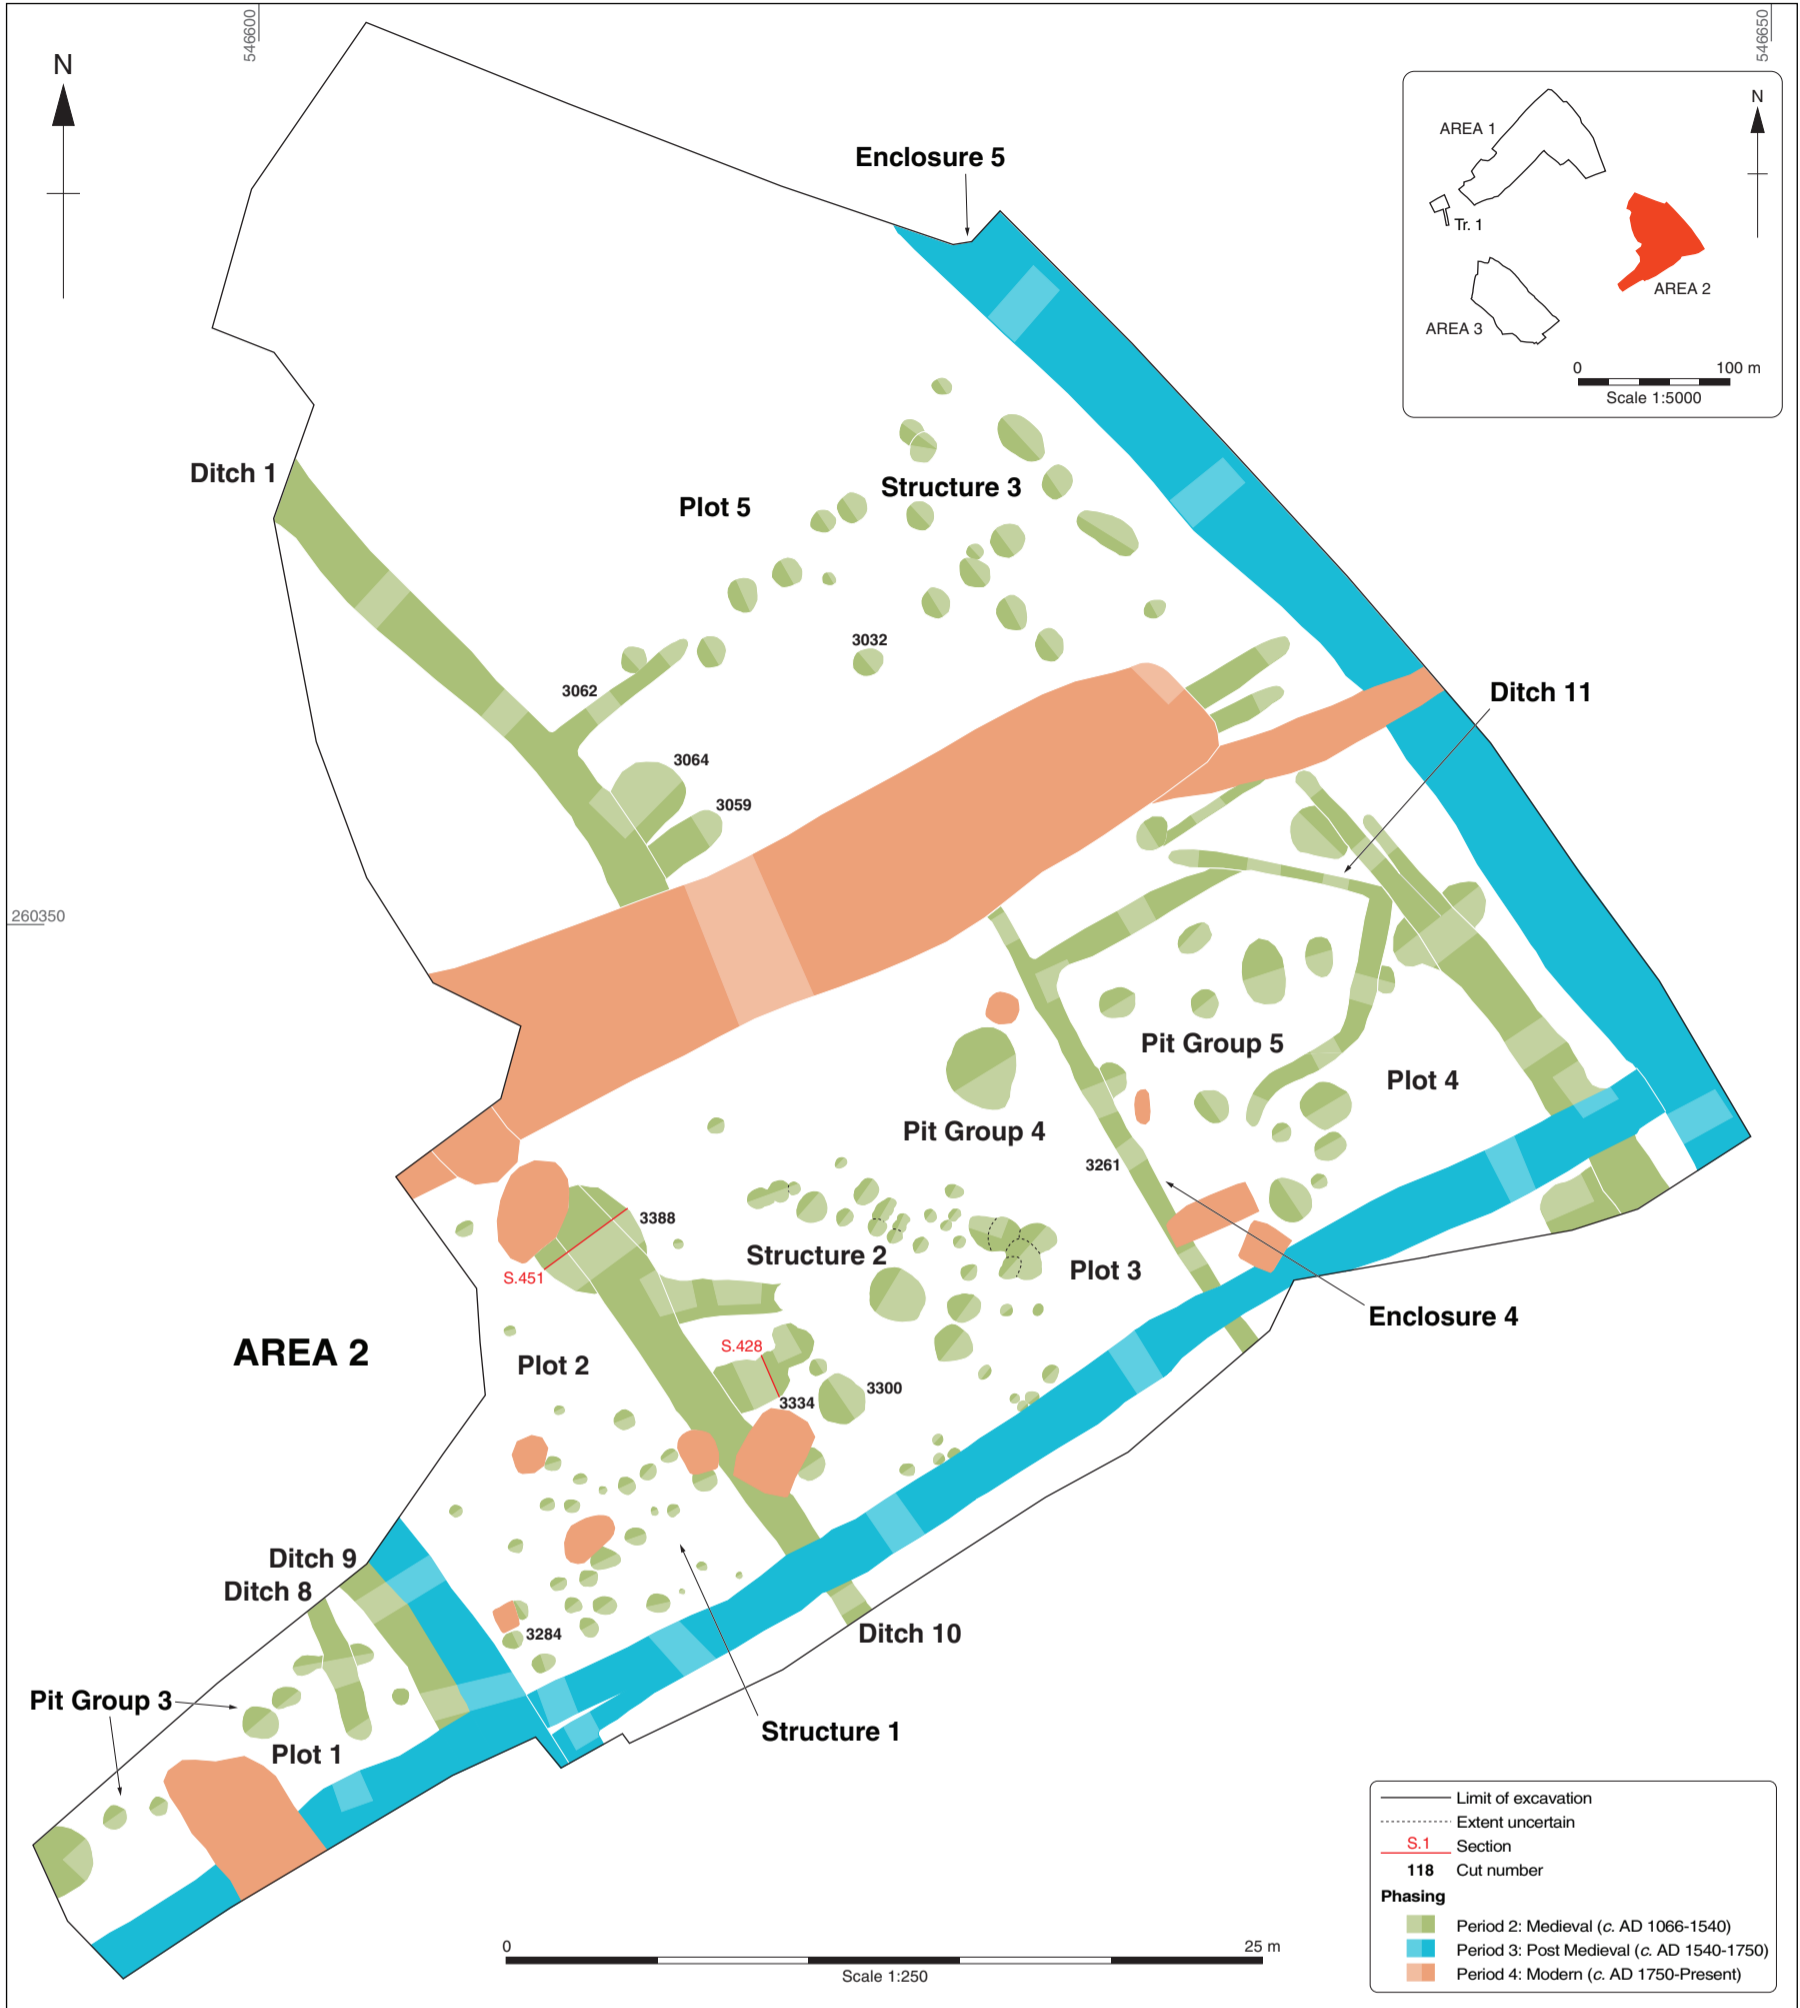 546600
546650
N
N
AREA 1
Tr. 1
AREA 2
AREA 3
0
100 m
Scale 1:5000
Enclosure 5
Ditch 1
Plot 5
Structure 3
3032
3062
Ditch 11
3064
3059
260350
Pit Group 5
Plot 4
Pit Group 4
3261
3388
Structure 2
Plot 3
S.451
Enclosure 4
AREA 2
Plot 2
S.428
3300
3334
Ditch 9
Ditch 8
3284
Ditch 10
Pit Group 3
Structure 1
Plot 1
Limit of excavation
Extent uncertain
S.1 Section
118 Cut number
Phasing
Period 2: Medieval (c. AD 1066-1540)
Period 3: Post Medieval (c. AD 1540-1750)
Period 4: Modern (c. AD 1750-Present)
0
25 m
Scale 1:250